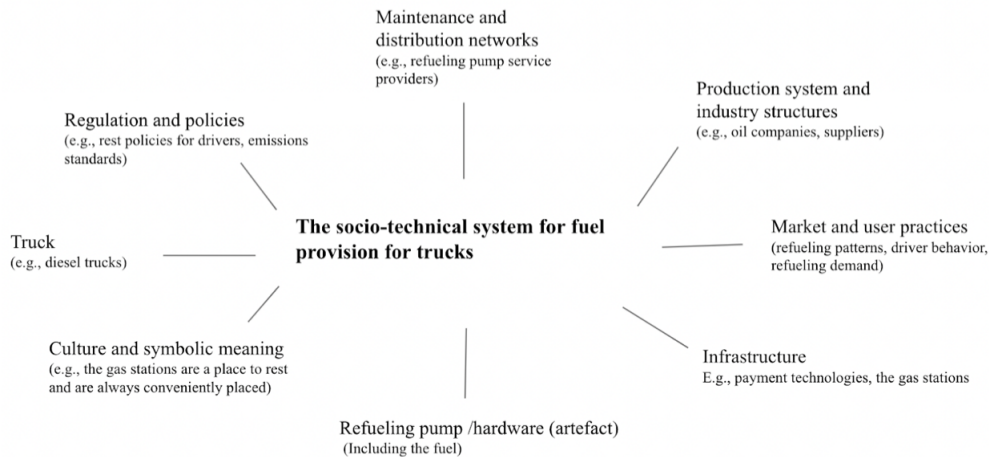 Maintenance and
distribution networks
(e.g., refueling pump service
providers)
Production system and
industry structures
(e.g., oil companies, suppliers)
Regulation and policies
(e.g., rest policies for drivers, emissions
standards)
The socio-technical system for fuel
provision for trucks
Market and user practices
(refueling patterns, driver behavior,
refueling demand)
Truck
(e.g., diesel trucks)
Culture and symbolic meaning
(e.g., the gas stations are a place to rest
and are always conveniently placed)
Infrastructure
E.g., payment technologies, the gas stations
Refueling pump /hardware (artefact)
(Including the fuel)